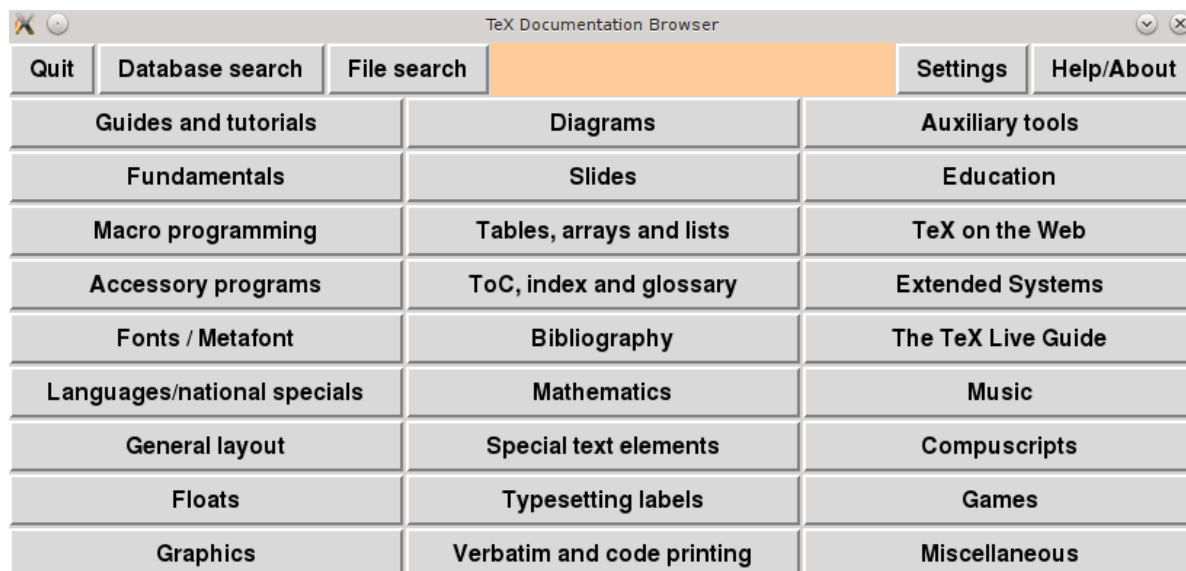 TeX Documentation Browser
Quit Database search File search Settings Help/About
Guides and tutorials Diagrams Auxiliary tools
Fundamentals Slides Education
Macro programming Tables, arrays and lists TeX on the Web
Accessory programs ToC, index and glossary Extended Systems
Fonts / Metafont Bibliography The TeX Live Guide
Languages/national specials Mathematics Music
General layout Special text elements Compuscripts
Floats Typesetting labels Games
Graphics Verbatim and code printing Miscellaneous